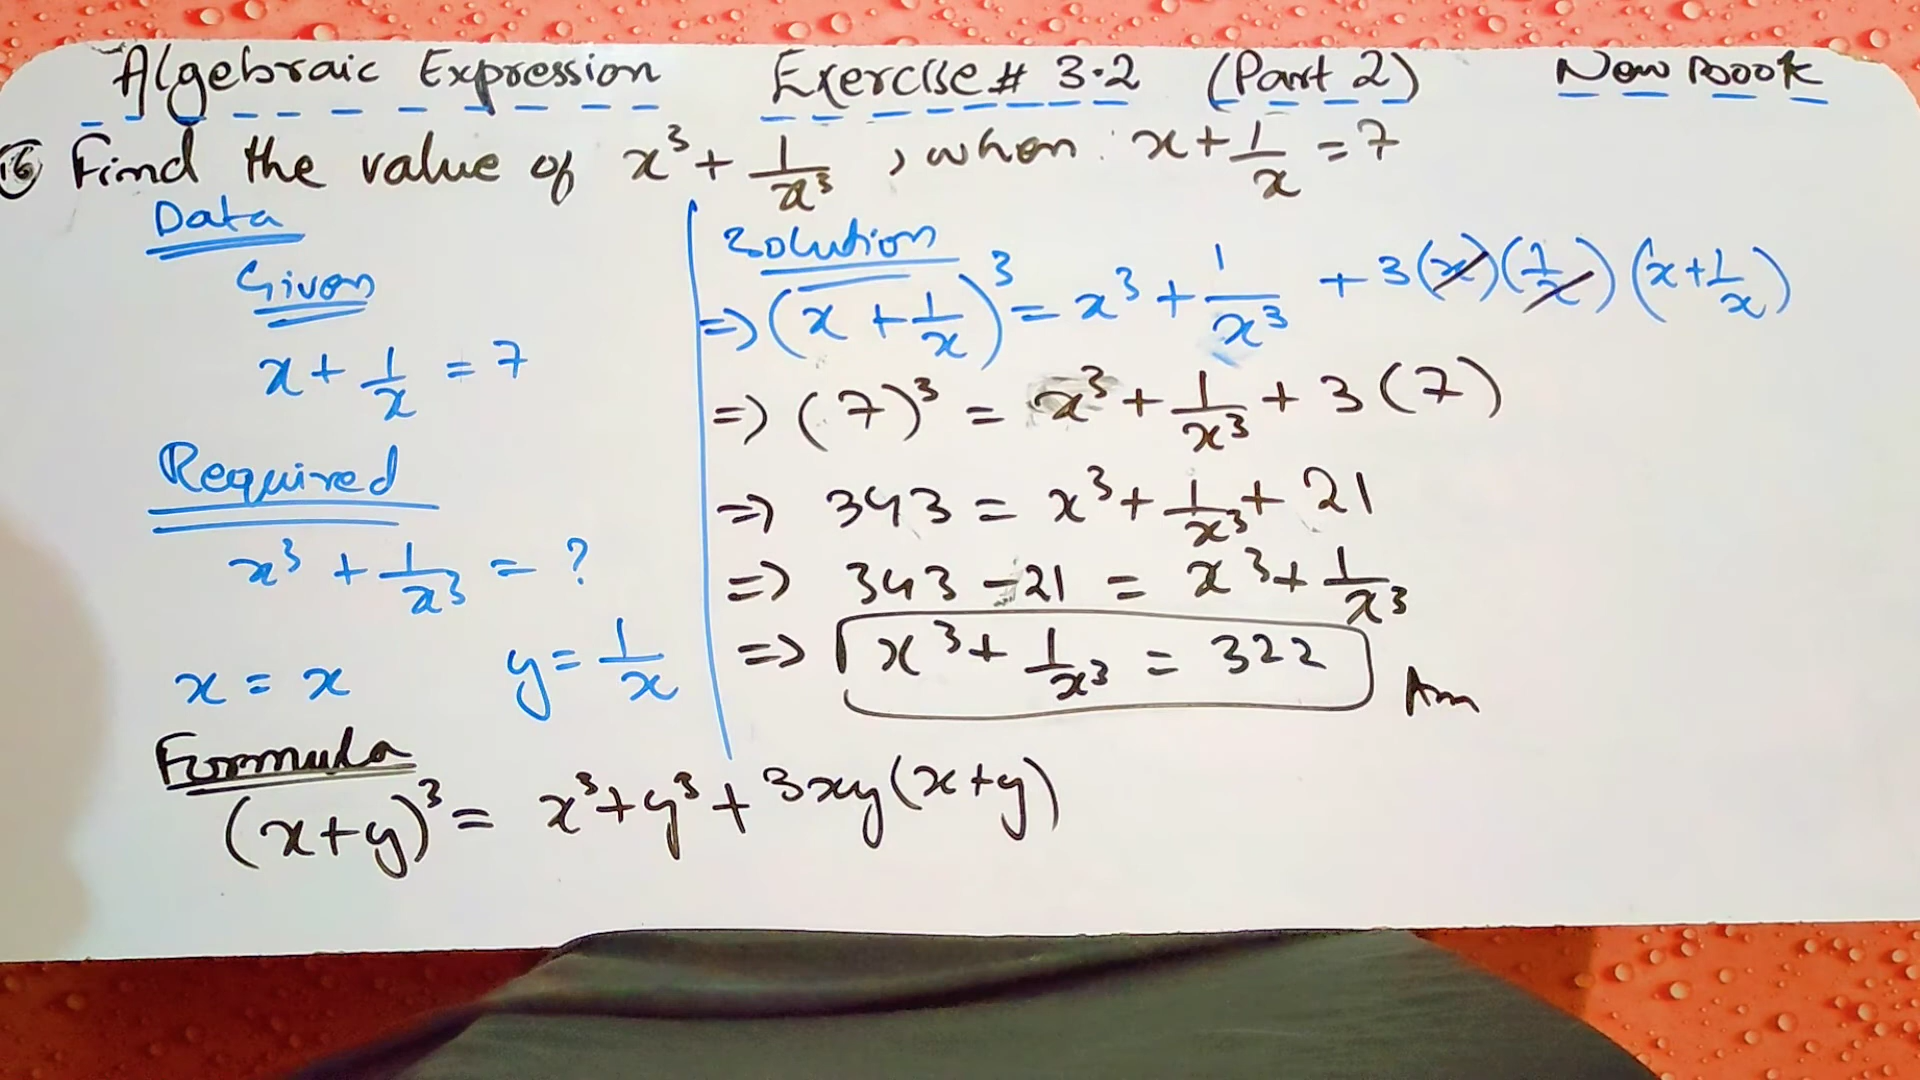 Algebraic Expression Exercise # 3.2 (Part 2) New Book
16 Find the value of x³ + 1/x³ , when x + 1/x = 7
Data
Given
x + 1/x = 7
Required
x³ + 1/x³ = ?
x = x y = 1/x
Formula
(x+y)³ = x³+y³+3xy(x+y)
Solution
=> (x + 1/x)³ = x³ + 1/x³ + 3(x)(1/x)(x+1/x)
=> (7)³ = x³ + 1/x³ + 3(7)
=> 343 = x³ + 1/x³ + 21
=> 343 - 21 = x³ + 1/x³
=> x³ + 1/x³ = 322 Ans